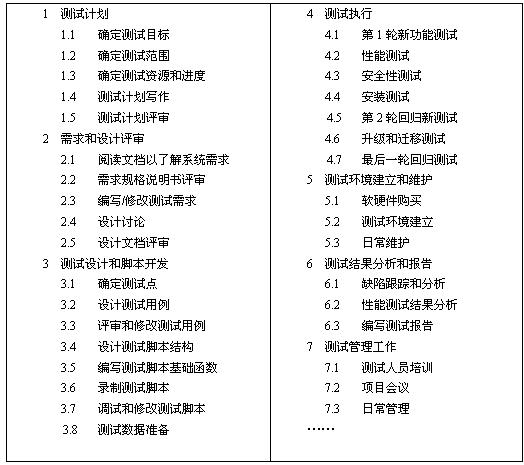 1 测试计划
1.1 确定测试目标
1.2 确定测试范围
1.3 确定测试资源和进度
1.4 测试计划写作
1.5 测试计划评审
2 需求和设计评审
2.1 阅读文档以了解系统需求
2.2 需求规格说明书评审
2.3 编写/修改测试需求
2.4 设计讨论
2.5 设计文档评审
3 测试设计和脚本开发
3.1 确定测试点
3.2 设计测试用例
3.3 评审和修改测试用例
3.4 设计测试脚本结构
3.5 编写测试脚本基础函数
3.6 录制测试脚本
3.7 调试和修改测试脚本
3.8 测试数据准备
4 测试执行
4.1 第1轮新功能测试
4.2 性能测试
4.3 安全性测试
4.4 安装测试
4.5 第2轮回归新测试
4.6 升级和迁移测试
4.7 最后一轮回归测试
5 测试环境建立和维护
5.1 软硬件购买
5.2 测试环境建立
5.3 日常维护
6 测试结果分析和报告
6.1 缺陷跟踪和分析
6.2 性能测试结果分析
6.3 编写测试报告
7 测试管理工作
7.1 测试人员培训
7.2 项目会议
7.3 日常管理
……